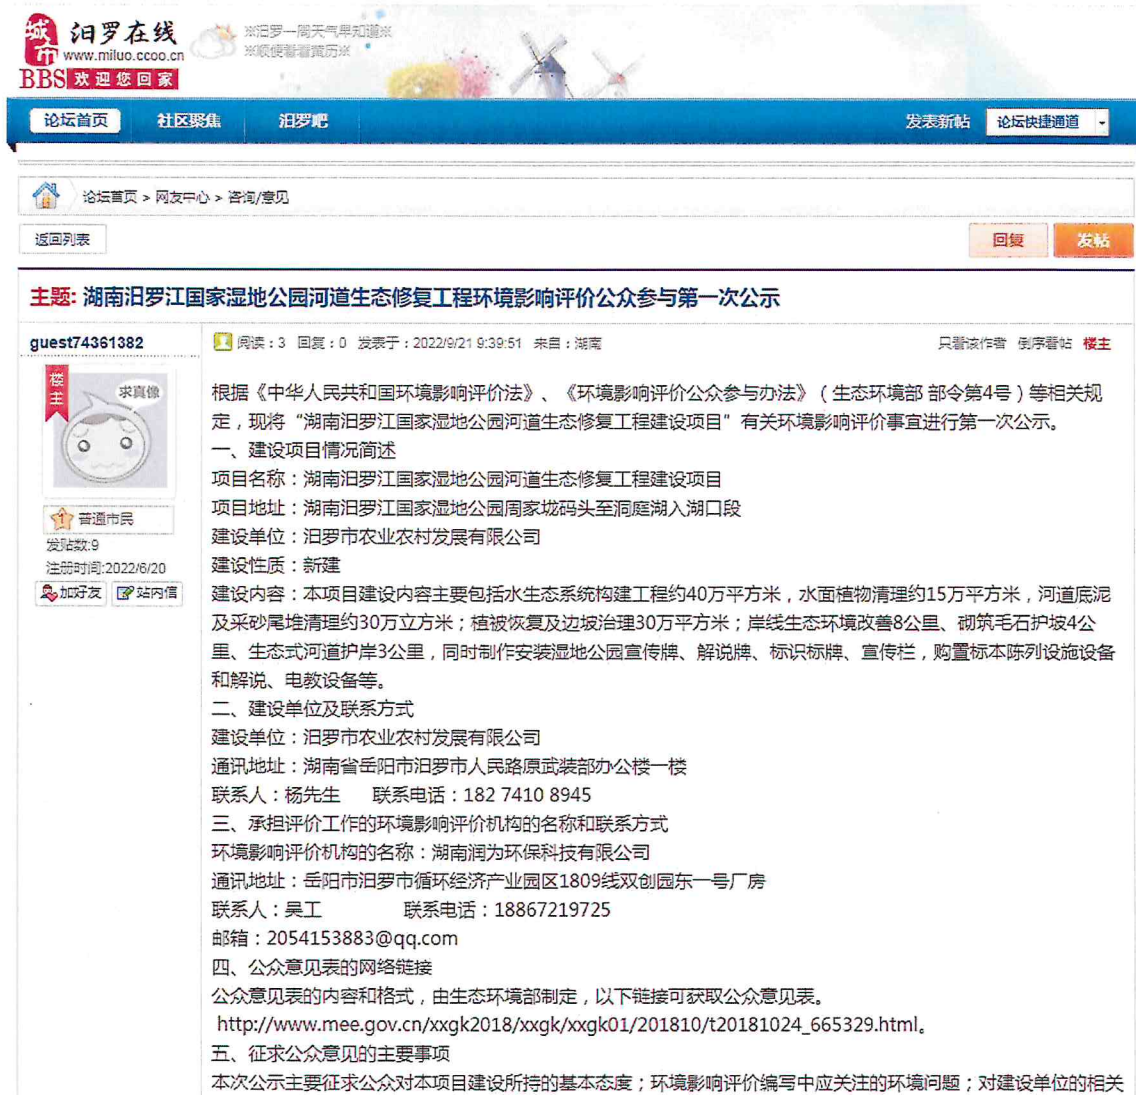 城市
汨罗在线
www.miluo.ccoo.cn
BBS 欢迎您回家
※汨罗一周天气早知道※
※顺便看看黄历※
论坛首页 社区聚焦 汨罗吧 发表新帖 论坛快捷通道
论坛首页 > 网友中心 > 咨询/意见
返回列表 回复 发帖
主题: 湖南汨罗江国家湿地公园河道生态修复工程环境影响评价公众参与第一次公示
guest74361382
阅读：3 回复：0 发表于：2022/9/21 9:39:51 来自：湖南 只看该作者 倒序看帖 楼主
楼主
求真像
普通市民
发贴数:9
注册时间:2022/6/20
加好友 站内信
根据《中华人民共和国环境影响评价法》、《环境影响评价公众参与办法》（生态环境部 部令第4号）等相关规
定，现将“湖南汨罗江国家湿地公园河道生态修复工程建设项目”有关环境影响评价事宜进行第一次公示。
一、建设项目情况简述
项目名称：湖南汨罗江国家湿地公园河道生态修复工程建设项目
项目地址：湖南汨罗江国家湿地公园周家垅码头至洞庭湖入湖口段
建设单位：汨罗市农业农村发展有限公司
建设性质：新建
建设内容：本项目建设内容主要包括水生态系统构建工程约40万平方米，水面植物清理约15万平方米，河道底泥
及采砂尾堆清理约30万立方米；植被恢复及边坡治理30万平方米；岸线生态环境改善8公里、砌筑毛石护坡4公
里、生态式河道护岸3公里，同时制作安装湿地公园宣传牌、解说牌、标识标牌、宣传栏，购置标本陈列设施设备
和解说、电教设备等。
二、建设单位及联系方式
建设单位：汨罗市农业农村发展有限公司
通讯地址：湖南省岳阳市汨罗市人民路原武装部办公楼一楼
联系人：杨先生 联系电话：182 7410 8945
三、承担评价工作的环境影响评价机构的名称和联系方式
环境影响评价机构的名称：湖南润为环保科技有限公司
通讯地址：岳阳市汨罗市循环经济产业园区1809线双创园东一号厂房
联系人：吴工 联系电话：18867219725
邮箱：2054153883@qq.com
四、公众意见表的网络链接
公众意见表的内容和格式，由生态环境部制定，以下链接可获取公众意见表。
http://www.mee.gov.cn/xxgk2018/xxgk/xxgk01/201810/t20181024_665329.html。
五、征求公众意见的主要事项
本次公示主要征求公众对本项目建设所持的基本态度；环境影响评价编写中应关注的环境问题；对建设单位的相关